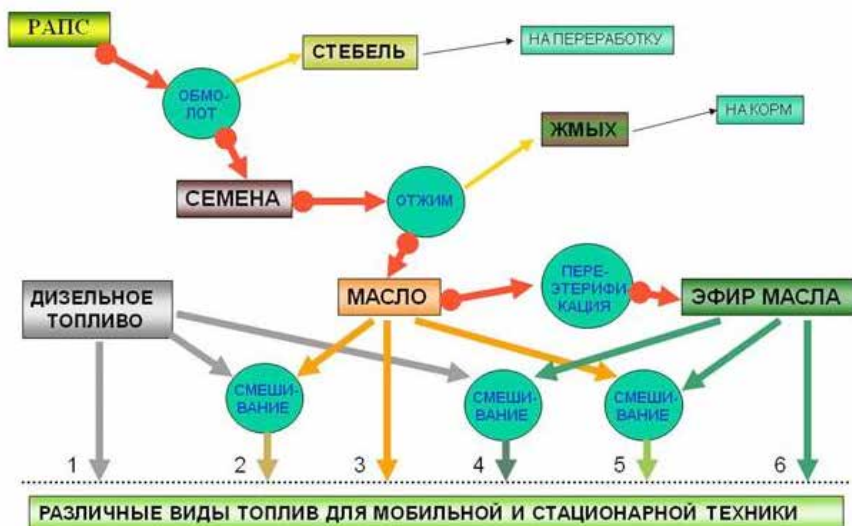 РАПС
СТЕБЕЛЬ
НА ПЕРЕРАБОТКУ
ОБМО-
ЛОТ
ЖМЫХ
НА КОРМ
СЕМЕНА
ОТЖИМ
ДИЗЕЛЬНОЕ
ТОПЛИВО
МАСЛО
ПЕРЕ-
ЭТЕРИФИ
КАЦИЯ
ЭФИР МАСЛА
СМЕШИ-
ВАНИЕ
СМЕШИ-
ВАНИЕ
СМЕШИ-
ВАНИЕ
1 2 3 4 5 6
РАЗЛИЧНЫЕ ВИДЫ ТОПЛИВ ДЛЯ МОБИЛЬНОЙ И СТАЦИОНАРНОЙ ТЕХНИКИ